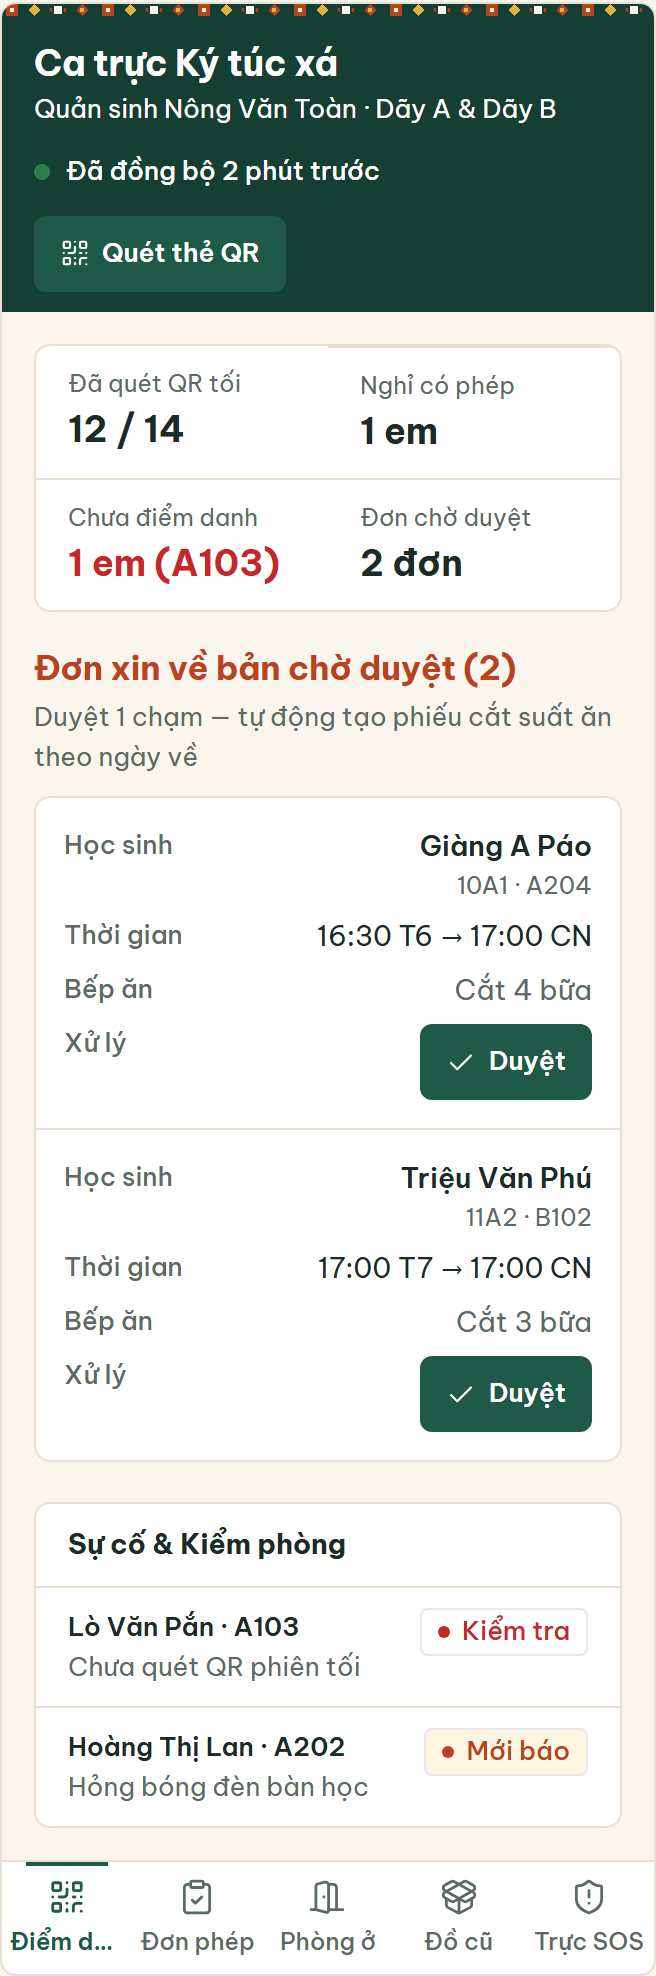 Ca trực Ký túc xá
Quản sinh Nông Văn Toàn · Dãy A & Dãy B
Đã đồng bộ 2 phút trước
Quét thẻ QR
Đã quét QR tối
12 / 14
Nghỉ có phép
1 em
Chưa điểm danh
1 em (A103)
Đơn chờ duyệt
2 đơn
Đơn xin về bản chờ duyệt (2)
Duyệt 1 chạm — tự động tạo phiếu cắt suất ăn
theo ngày về
Học sinh
Giàng A Páo
10A1 · A204
Thời gian
16:30 T6 → 17:00 CN
Bếp ăn
Cắt 4 bữa
Xử lý
Duyệt
Học sinh
Triệu Văn Phú
11A2 · B102
Thời gian
17:00 T7 → 17:00 CN
Bếp ăn
Cắt 3 bữa
Xử lý
Duyệt
Sự cố & Kiểm phòng
Lò Văn Pắn · A103
Kiểm tra
Chưa quét QR phiên tối
Hoàng Thị Lan · A202
Mới báo
Hỏng bóng đèn bàn học
Điểm d...
Đơn phép
Phòng ở
Đồ cũ
Trực SOS